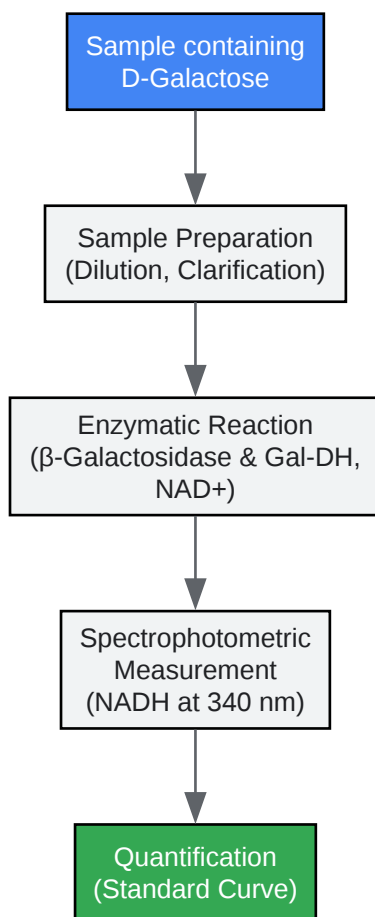 Sample containing
D-Galactose
Sample Preparation
(Dilution, Clarification)
Enzymatic Reaction
(β-Galactosidase & Gal-DH,
NAD+)
Spectrophotometric
Measurement
(NADH at 340 nm)
Quantification
(Standard Curve)